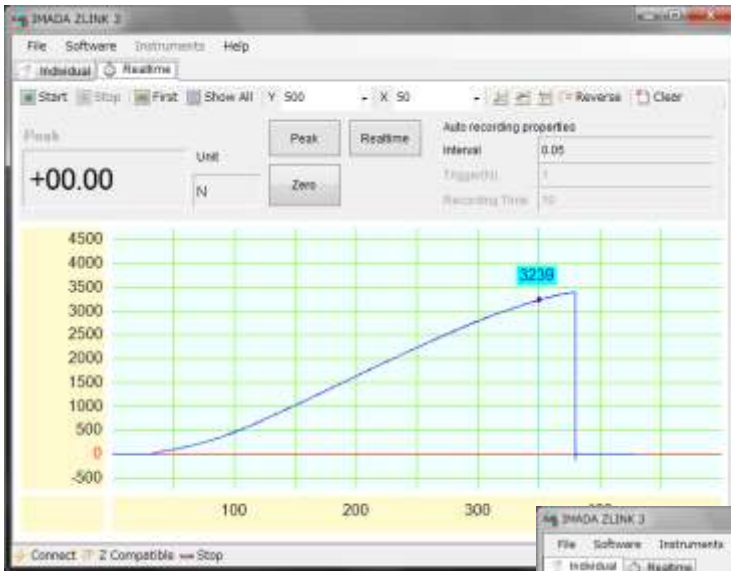 IMADA ZLINK 3
File Software Instruments Help
Individual Realtime
Start Stop First Show All Y 500 X 50 Reverse Clear
Peak
+00.00
Unit
N
Peak Realtime
Zero
Auto recording properties
Interval 0.05
Trigger(N) 1
Recording Time 10
4500
4000
3500
3239
3000
2500
2000
1500
1000
500
0
-500
100 200 300
Connect Z Compatible Stop
IMADA ZLINK 3
File Software Instruments
Individual Realtime